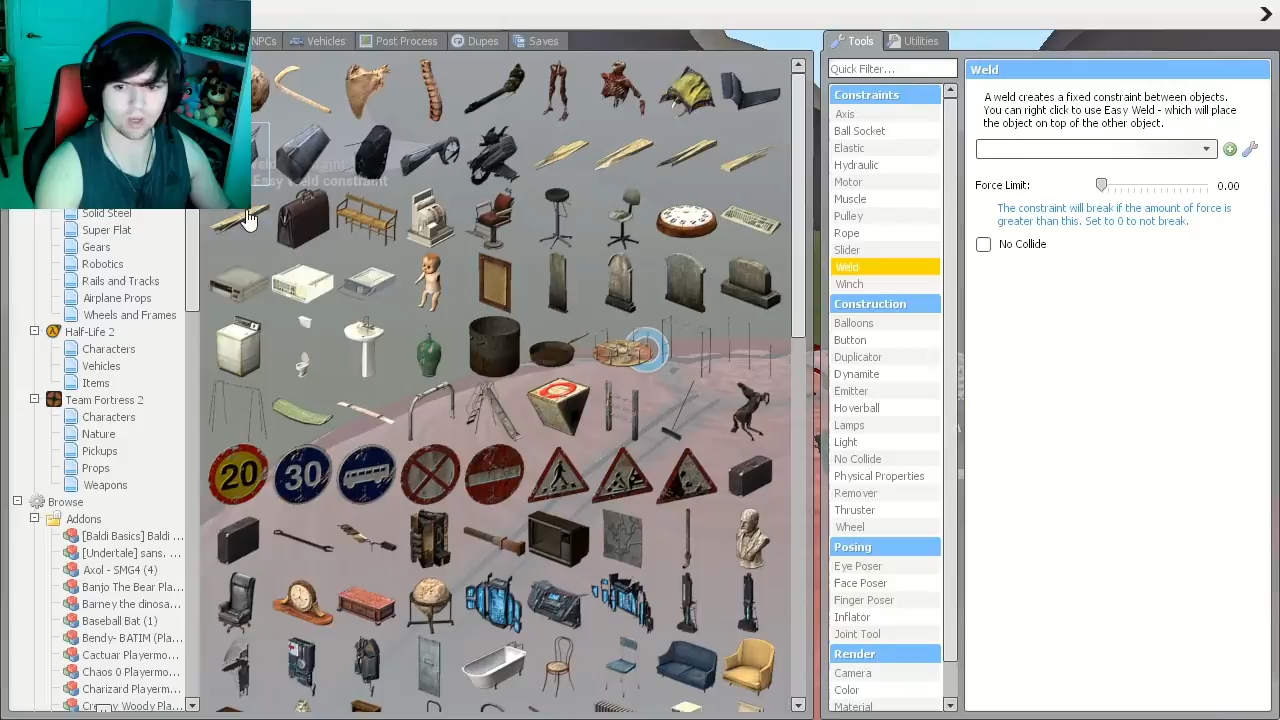 NPCs Vehicles Post Process Dupes Saves
Tools Utilities
Solid Steel
Super Flat
Gears
Robotics
Rails and Tracks
Airplane Props
Wheels and Frames
Half-Life 2
Characters
Vehicles
Items
Team Fortress 2
Characters
Nature
Pickups
Props
Weapons
Browse
Addons
[Baldi Basics] Baldi ...
[Undertale] sans. ...
Axol - SMG4 (4)
Banjo The Bear Pla...
Barney the dinosa...
Baseball Bat (1)
Bendy- BATIM (Pla...
Cactuar Playermo...
Chaos 0 Playermo...
Charizard Playerm...
Easy Weld constraint
20
30
Quick Filter...
Constraints
Axis
Ball Socket
Elastic
Hydraulic
Motor
Muscle
Pulley
Rope
Slider
Weld
Winch
Construction
Balloons
Button
Duplicator
Dynamite
Emitter
Hoverball
Lamps
Light
No Collide
Physical Properties
Remover
Thruster
Wheel
Posing
Eye Poser
Face Poser
Finger Poser
Inflator
Joint Tool
Render
Camera
Color
Material
Weld
A weld creates a fixed constraint between objects.
You can right click to use Easy Weld - which will place
the object on top of the other object.
Force Limit: 0.00
The constraint will break if the amount of force is
greater than this. Set to 0 to not break.
No Collide